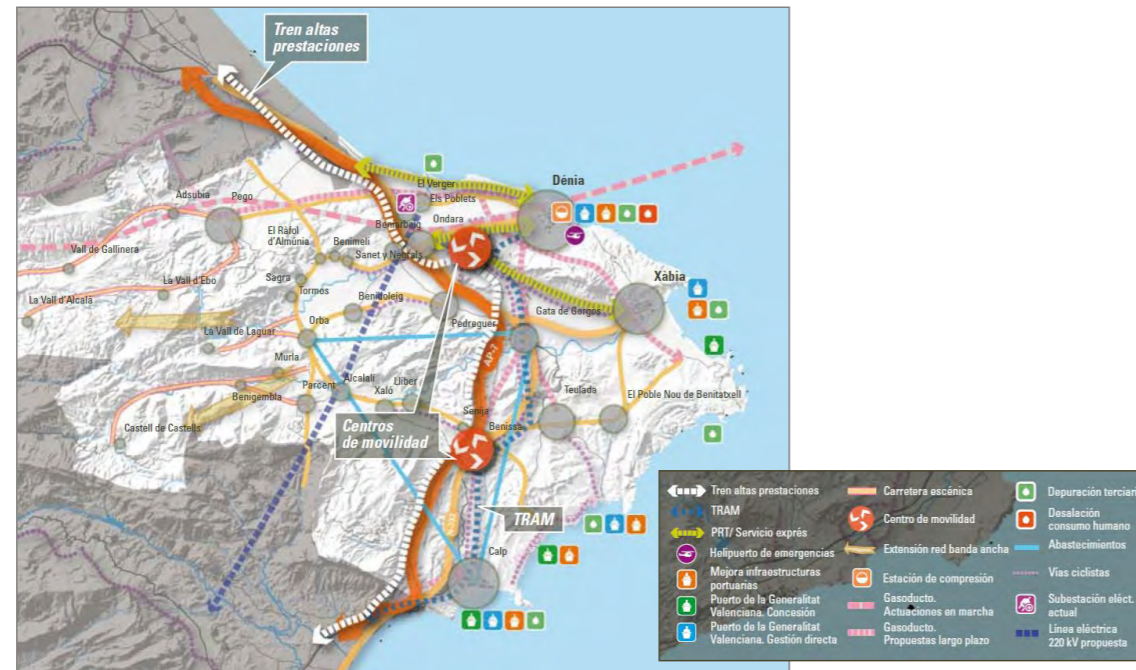 Tren altas
prestaciones
Dénia
El Verger
Els Poblets
Adsubia
Pego
Ondara
El Ràfol
d'Almúnia
Benimeli
Sanet y Negrals
Vall de Gallinera
Xàbia
La Vall d'Ebo
Sagra
Tormos
Benidoleig
La Vall d'Alcalà
Gata de Gorgos
Orba
Pedreguer
La Vall de Laguar
AP-7
Murla
Parcent
Alcalalí
Xaló
Llíber
Teulada
El Poble Nou de Benitatxell
Benigembla
Senija
Benissa
Castell de Castells
Centros
de movilidad
TRAM
Calp
Tren altas prestaciones
TRAM
PRT/ Servicio exprés
Helipuerto de emergencias
Mejora infraestructuras
portuarias
Puerto de la Generalitat
Valenciana. Concesión
Puerto de la Generalitat
Valenciana. Gestión directa
Carretera escénica
Centro de movilidad
Extensión red banda ancha
Estación de compresión
Gasoducto.
Actuaciones en marcha
Gasoducto.
Propuestas largo plazo
Depuración terciari
Desalación
consumo humano
Abastecimientos
Vías ciclistas
Subestación eléct.
actual
Línea eléctrica
220 kV propuesta